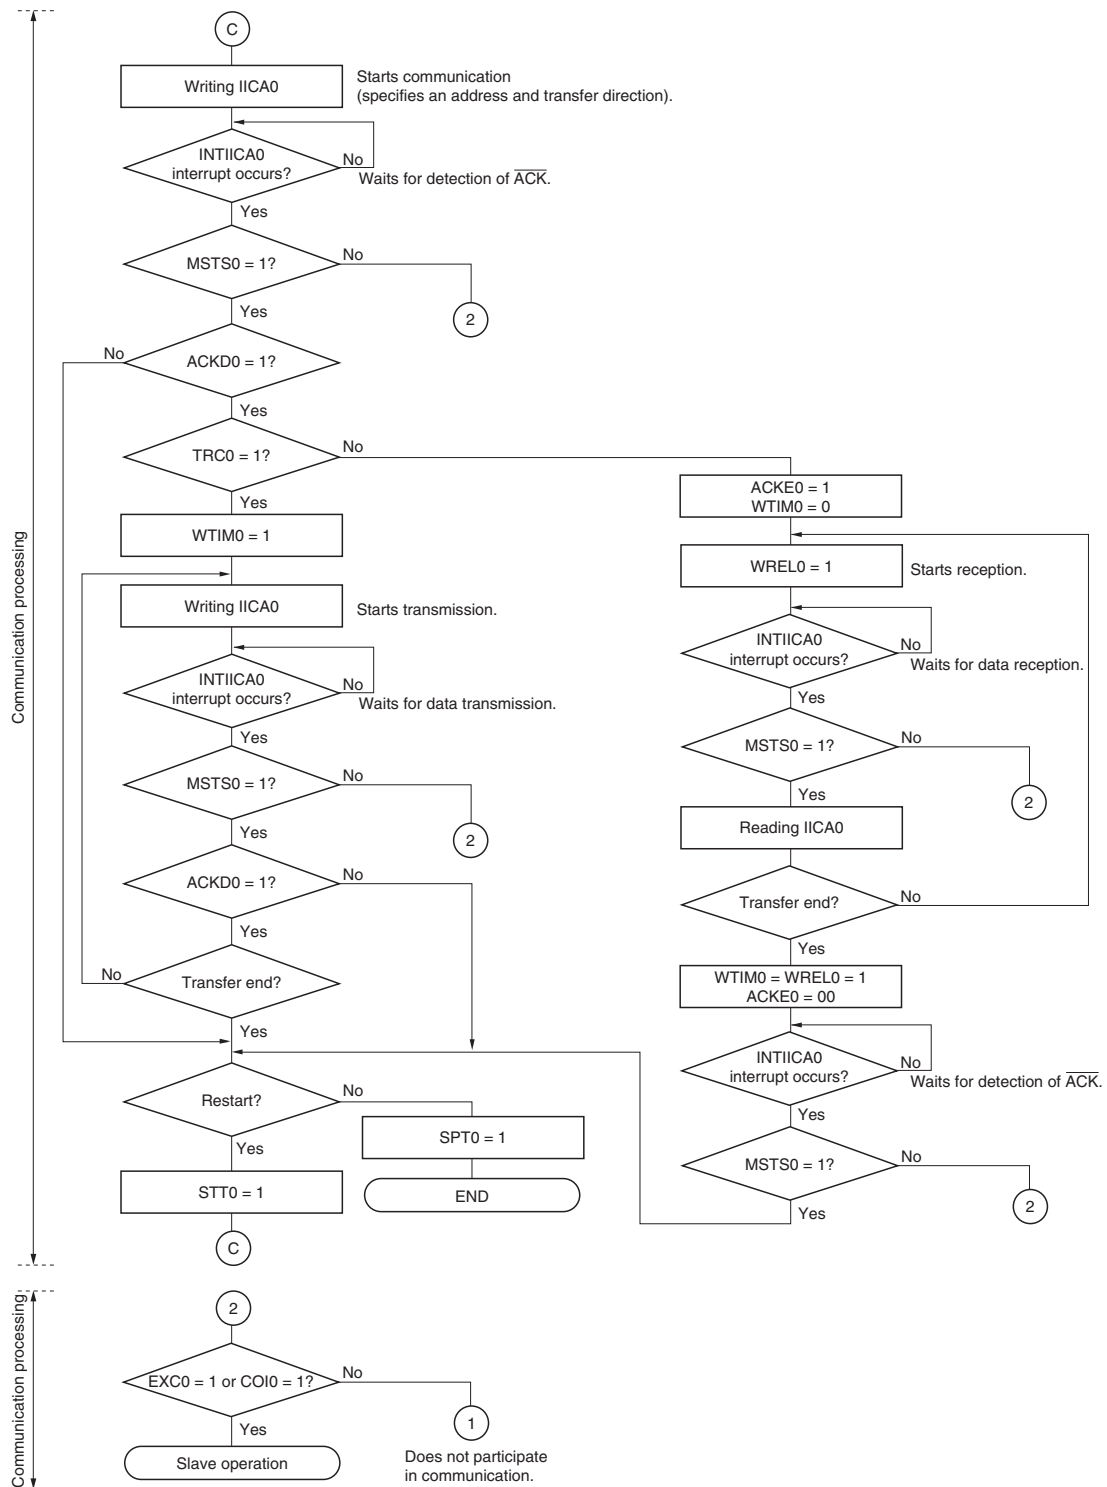 Communication processing
C
Writing IICA0
Starts communication
(specifies an address and transfer direction).
INTIICA0
interrupt occurs?
No
Waits for detection of ACK.
Yes
MSTS0 = 1?
No
2
Yes
ACKD0 = 1?
No
Yes
TRC0 = 1?
No
Yes
WTIM0 = 1
Writing IICA0
Starts transmission.
INTIICA0
interrupt occurs?
No
Waits for data transmission.
Yes
MSTS0 = 1?
No
2
Yes
ACKD0 = 1?
No
Yes
Transfer end?
No
Yes
Restart?
No
SPT0 = 1
END
Yes
STT0 = 1
C
ACKE0 = 1
WTIM0 = 0
WREL0 = 1
Starts reception.
INTIICA0
interrupt occurs?
No
Waits for data reception.
Yes
MSTS0 = 1?
No
2
Yes
Reading IICA0
Transfer end?
No
Yes
WTIM0 = WREL0 = 1
ACKE0 = 00
INTIICA0
interrupt occurs?
No
Waits for detection of ACK.
Yes
MSTS0 = 1?
No
2
Yes
Communication processing
2
EXC0 = 1 or COI0 = 1?
No
1
Does not participate
in communication.
Yes
Slave operation